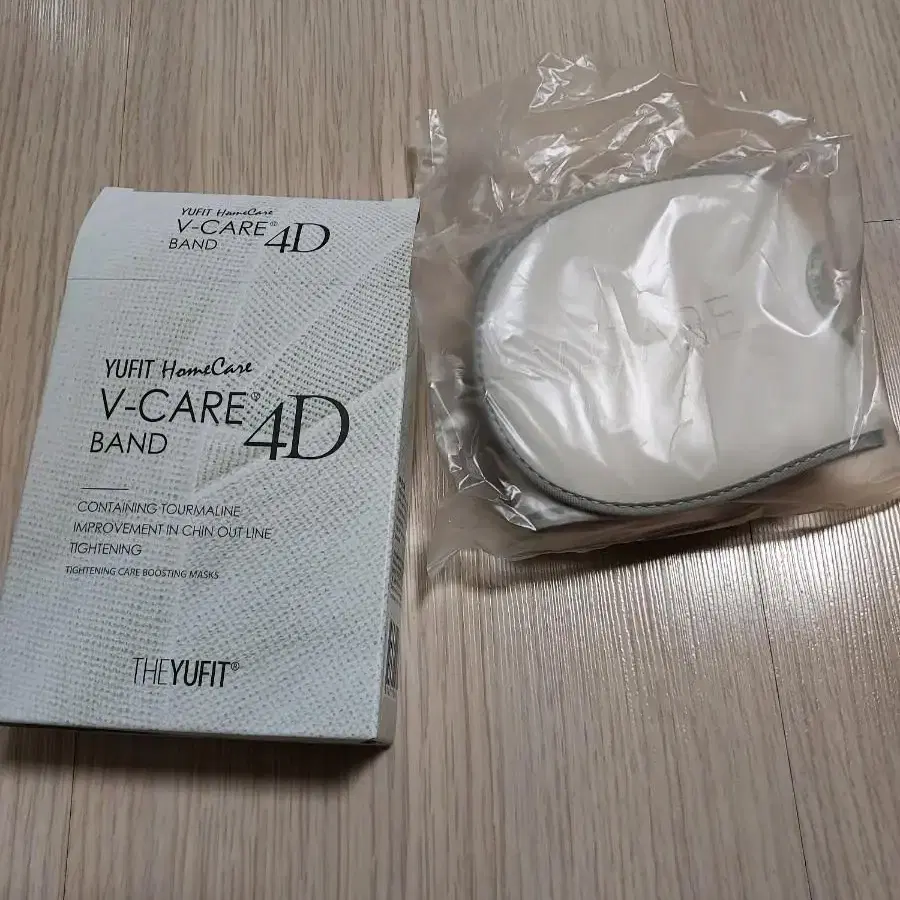 YUFIT HomeCare
V-CARE® 4D
BAND
YUFIT HomeCare
V-CARE® 4D
BAND
CONTAINING TOURMALINE
IMPROVEMENT IN CHIN OUT LINE
TIGHTENING
TIGHTENING CARE BOOSTING MASKS
THEYUFIT®
CARE